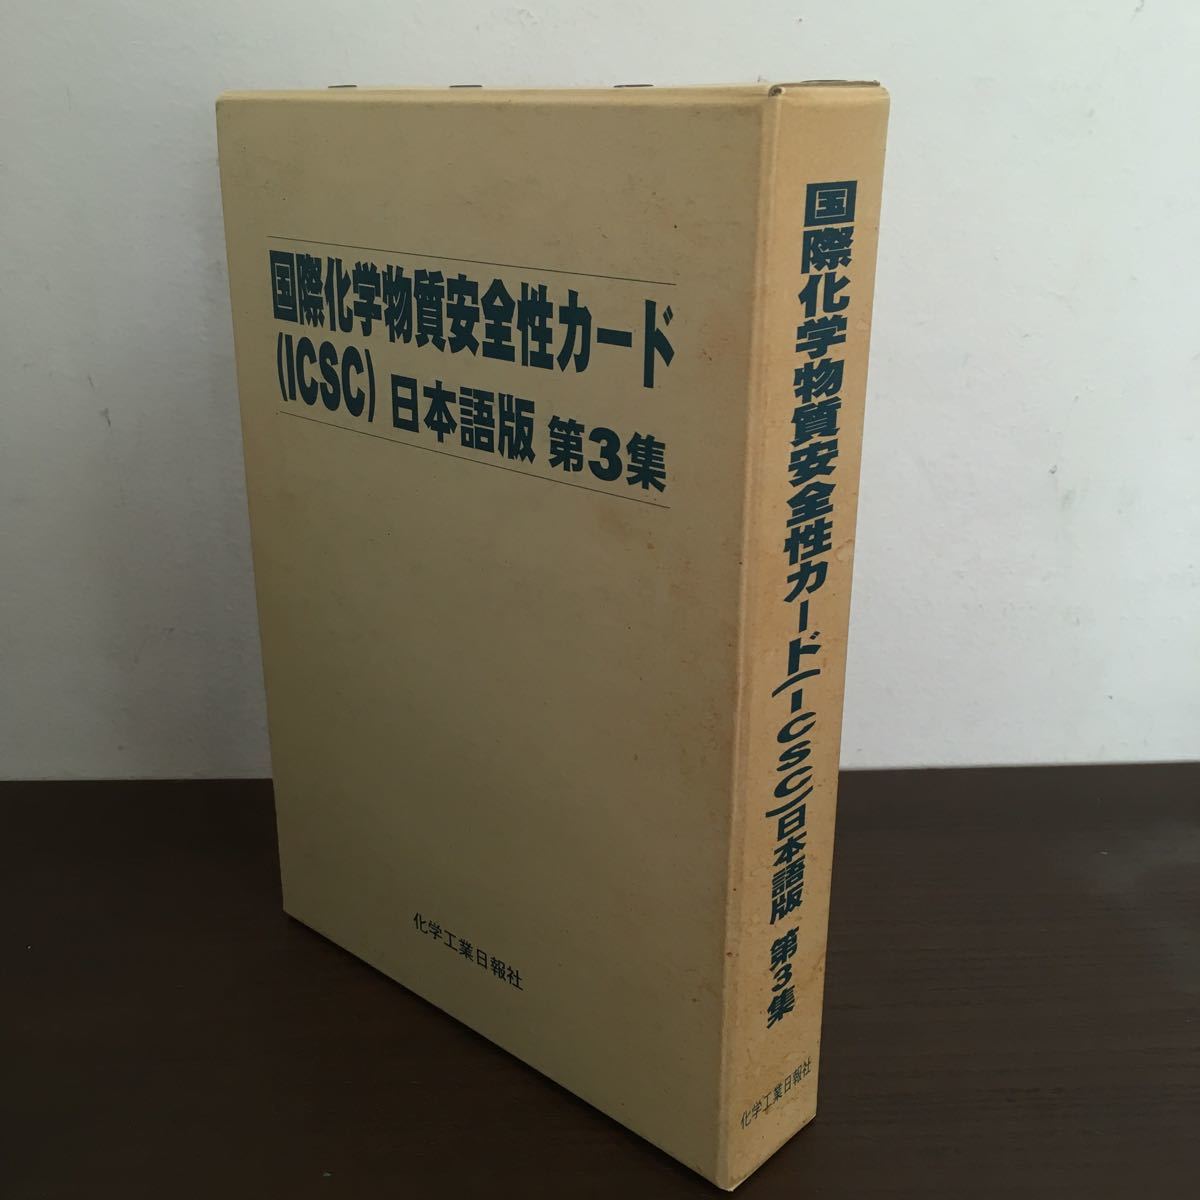 国際化学物質安全性カード
(ICSC) 日本語版 第3集
化学工業日報社
国際化学物質安全性カード(ICSC)日本語版 第3集
化学工業日報社